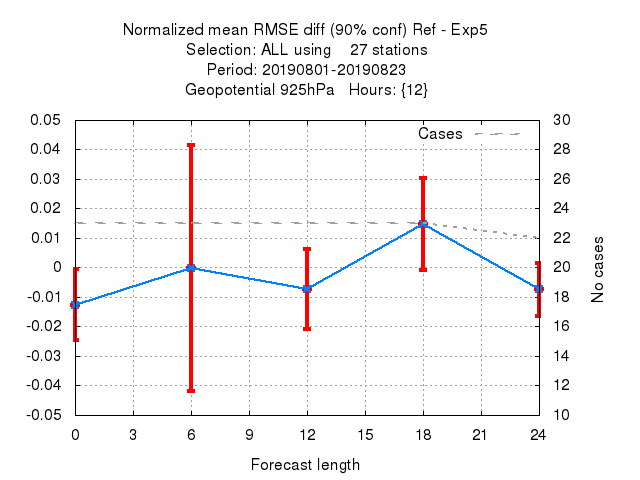 Normalized mean RMSE diff (90% conf) Ref - Exp5
Selection: ALL using    27 stations
Period: 20190801-20190823
Geopotential 925hPa   Hours: {12}
Cases
0.05
0.04
0.03
0.02
0.01
0
-0.01
-0.02
-0.03
-0.04
-0.05
30
28
26
24
22
20
18
16
14
12
10
No cases
0 3 6 9 12 15 18 21 24
Forecast length